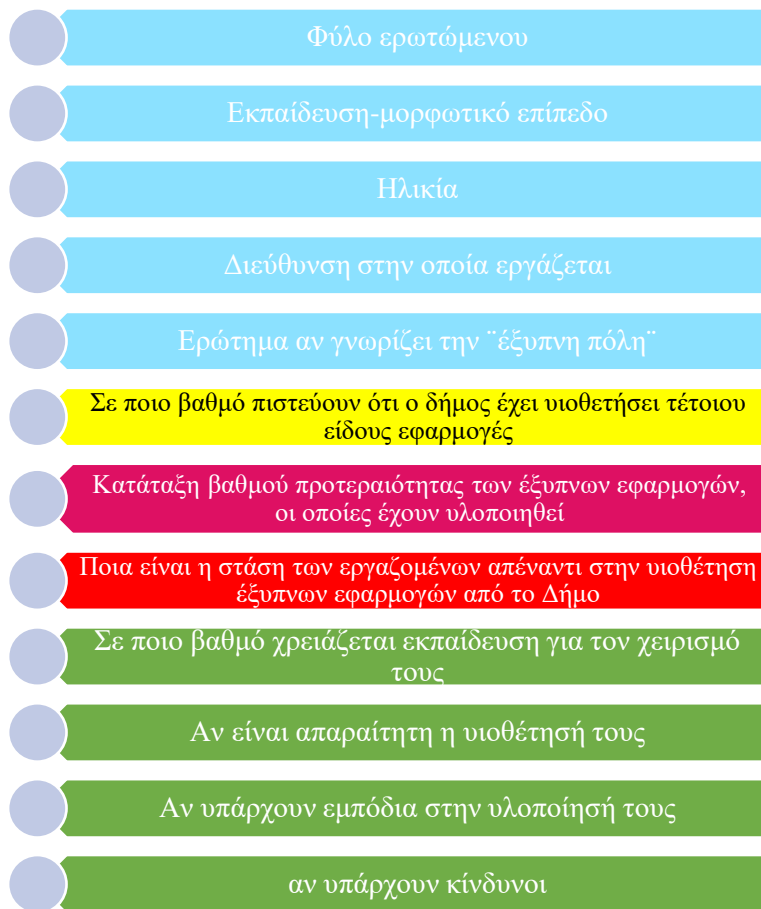 Φύλο ερωτώμενου
Εκπαίδευση-μορφωτικό επίπεδο
Ηλικία
Διεύθυνση στην οποία εργάζεται
Ερώτημα αν γνωρίζει την ¨έξυπνη πόλη¨
Σε ποιο βαθμό πιστεύουν ότι ο δήμος έχει υιοθετήσει τέτοιου
είδους εφαρμογές
Κατάταξη βαθμού προτεραιότητας των έξυπνων εφαρμογών,
οι οποίες έχουν υλοποιηθεί
Ποια είναι η στάση των εργαζομένων απέναντι στην υιοθέτηση
έξυπνων εφαρμογών από το Δήμο
Σε ποιο βαθμό χρειάζεται εκπαίδευση για τον χειρισμό
τους
Αν είναι απαραίτητη η υιοθέτησή τους
Αν υπάρχουν εμπόδια στην υλοποίησή τους
αν υπάρχουν κίνδυνοι